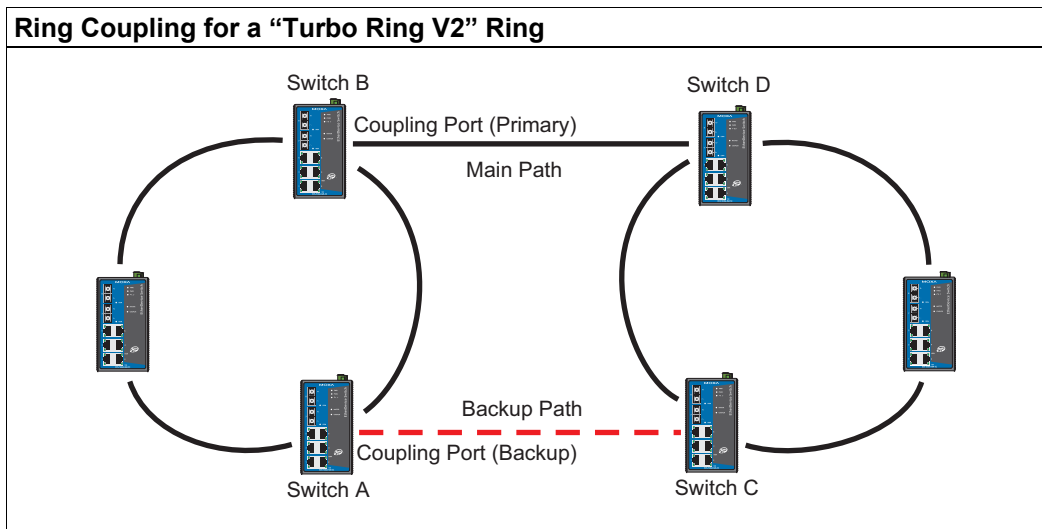 Ring Coupling for a “Turbo Ring V2” Ring
Switch B
Switch D
Coupling Port (Primary)
Main Path
Backup Path
Coupling Port (Backup)
Switch A
Switch C